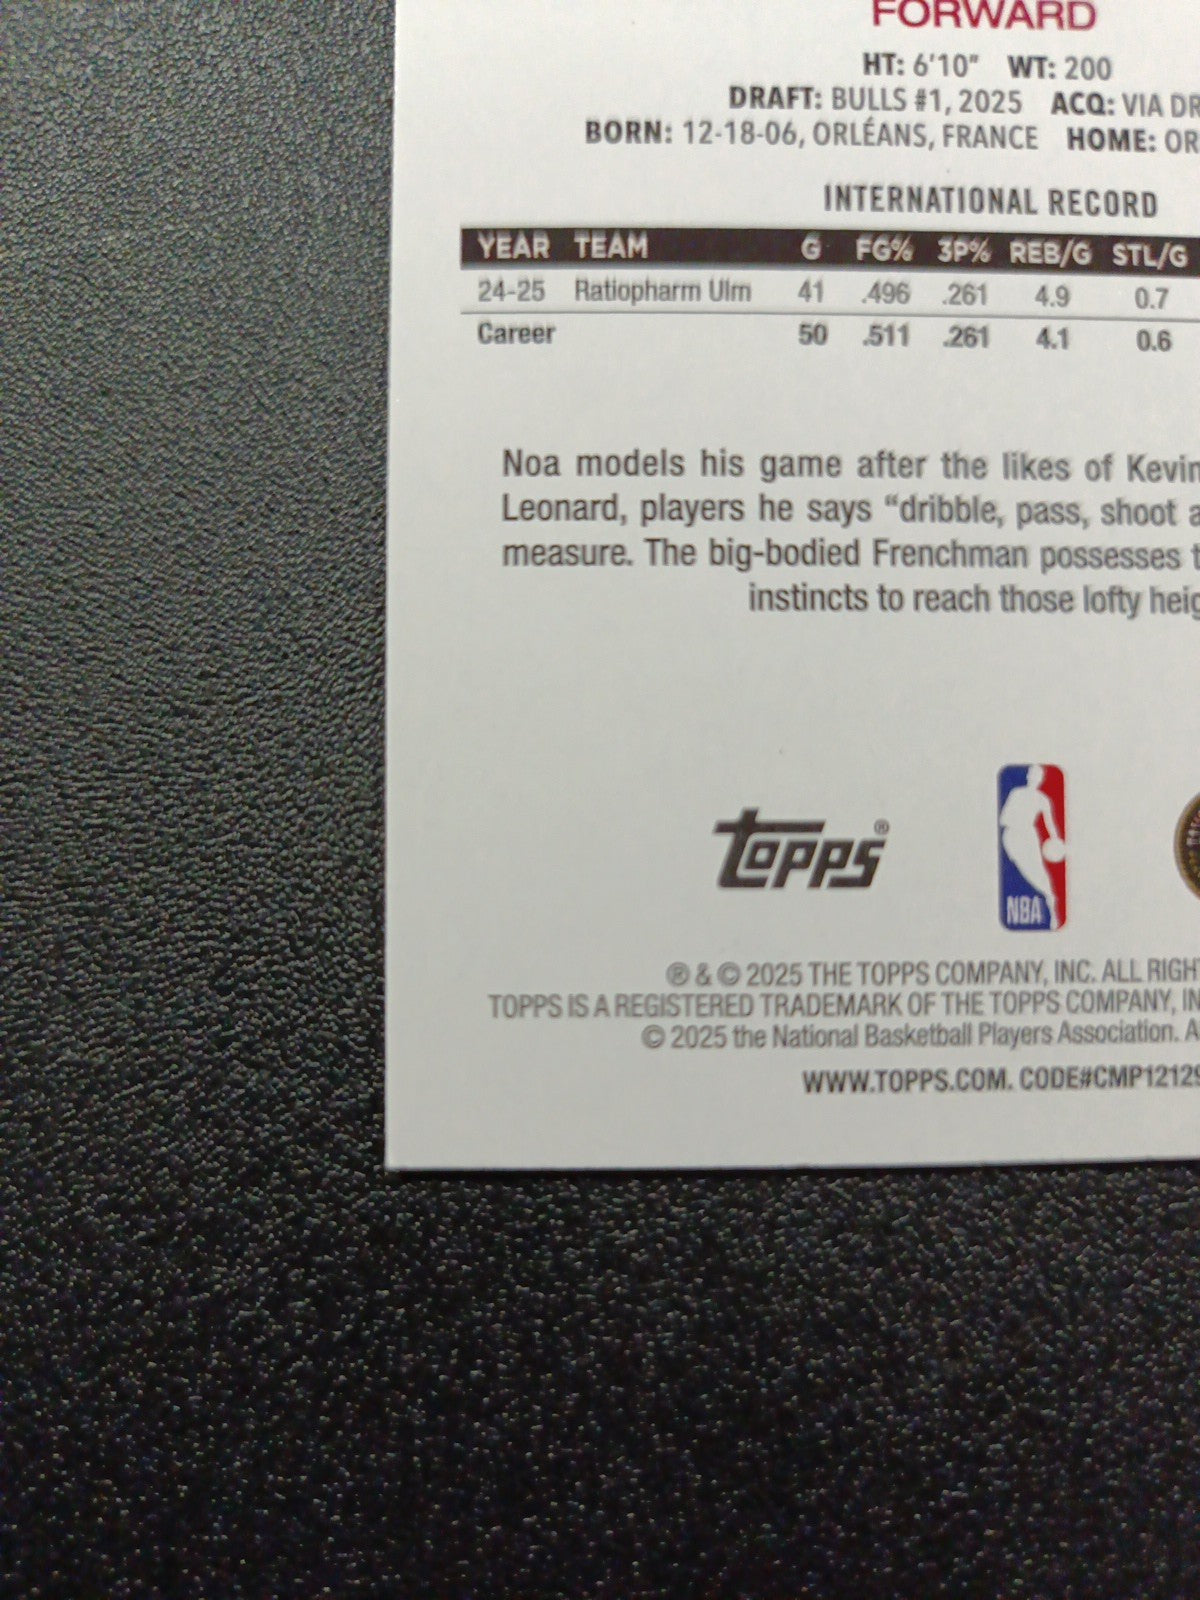 FORWARD
HT: 6'10" WT: 200
DRAFT: BULLS #1, 2025 ACQ: VIA DR
BORN: 12-18-06, ORLÉANS, FRANCE HOME: OR
INTERNATIONAL RECORD
YEAR TEAM G FG% 3P% REB/G STL/G
24-25 Ratiopharm Ulm 41 .496 .261 4.9 0.7
Career 50 .511 .261 4.1 0.6
Noa models his game after the likes of Kevin
Leonard, players he says “dribble, pass, shoot a
measure. The big-bodied Frenchman possesses t
instincts to reach those lofty heig
topps®
NBA
® & © 2025 THE TOPPS COMPANY, INC. ALL RIGHT
TOPPS IS A REGISTERED TRADEMARK OF THE TOPPS COMPANY, IN
© 2025 the National Basketball Players Association. A
WWW.TOPPS.COM. CODE#CMP12129